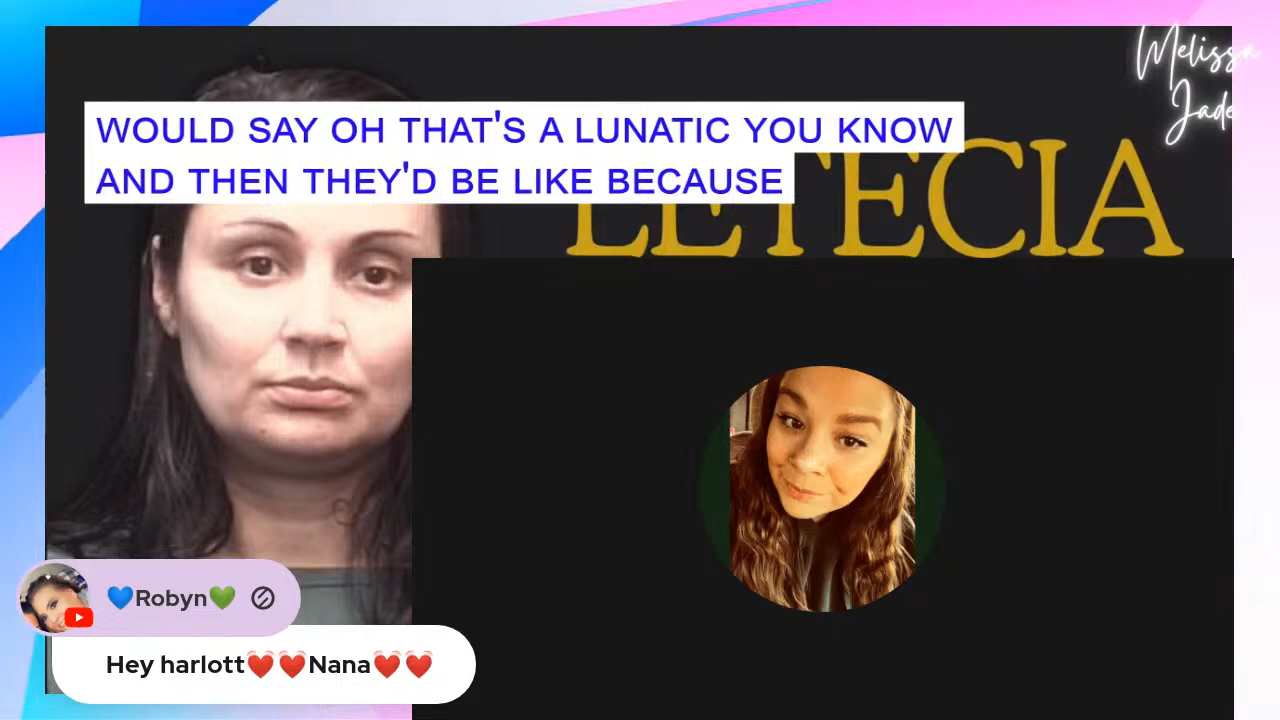 Melissa
Jade
WOULD SAY OH THAT'S A LUNATIC YOU KNOW
AND THEN THEY'D BE LIKE BECAUSE
LETECIA
💙Robyn💚
Hey harlott💓💓Nana💓💓